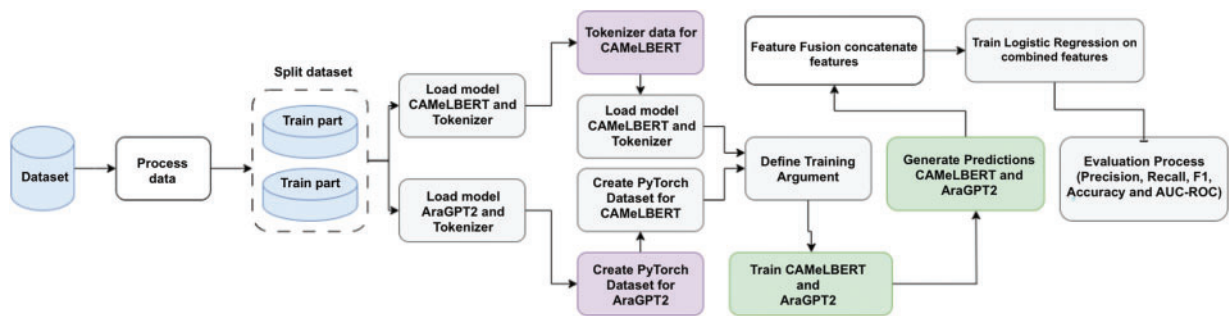 Dataset
Process
data
Split dataset
Train part
Train part
Load model
CAMeLBERT and
Tokenizer
Load model
AraGPT2 and
Tokenizer
Tokenizer data for
CAMeLBERT
Load model
CAMeLBERT and
Tokenizer
Create PyTorch
Dataset for
CAMeLBERT
Create PyTorch
Dataset for
AraGPT2
Define Training
Argument
Train CAMeLBERT
and
AraGPT2
Generate Predictions
CAMeLBERT and
AraGPT2
Feature Fusion concatenate
features
Train Logistic Regression on
combined features
Evaluation Process
(Precision, Recall, F1,
Accuracy and AUC-ROC)